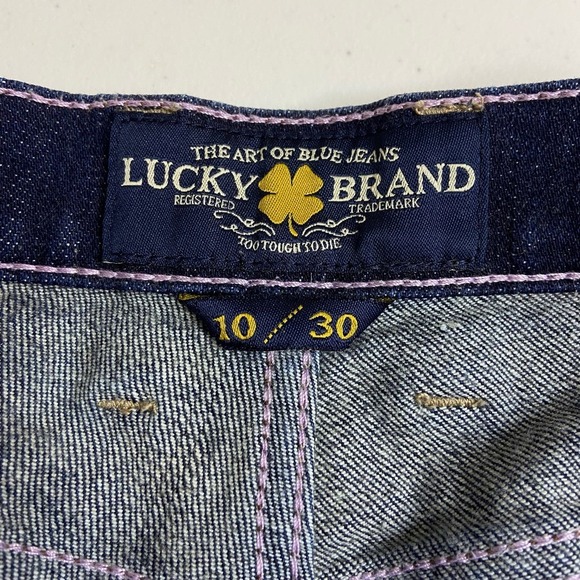 THE ART OF BLUE JEANS
LUCKY BRAND
REGISTERED TRADEMARK
TOO TOUGH TO DIE
10 / 30